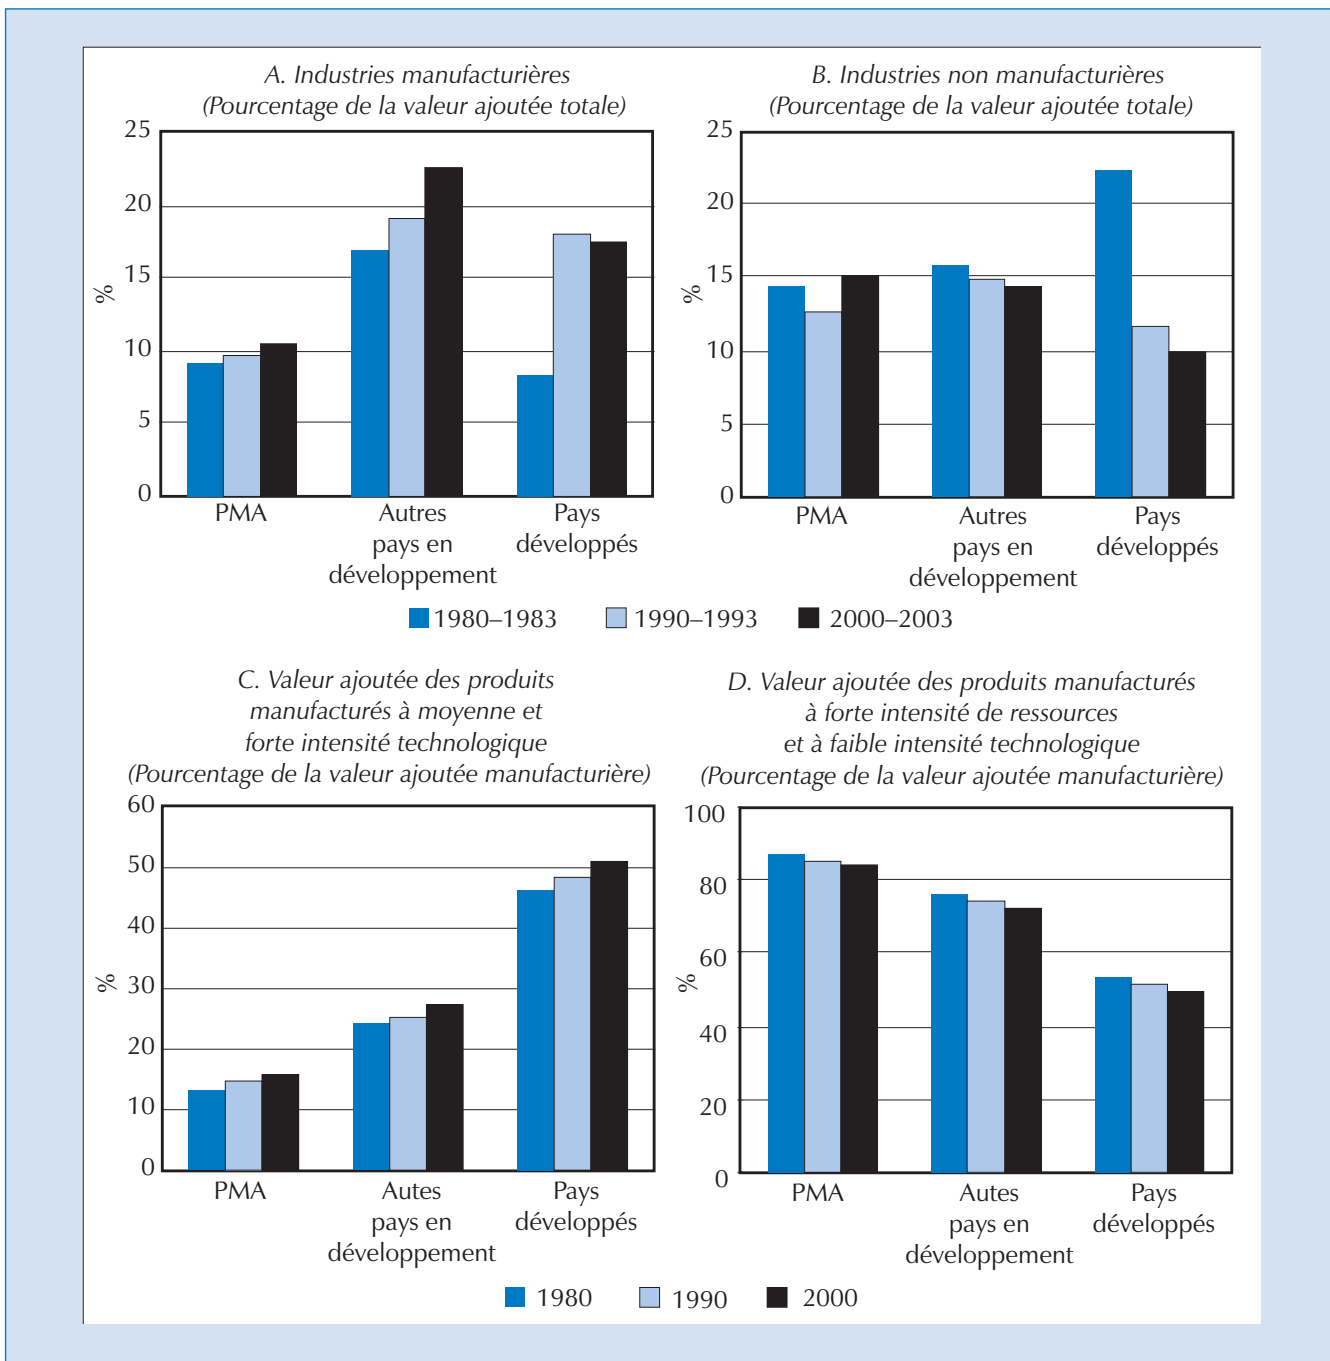 A. Industries manufacturières
(Pourcentage de la valeur ajoutée totale)
25
20
15
10
5
0
%
PMA
Autres
pays en
développement
Pays
développés
B. Industries non manufacturières
(Pourcentage de la valeur ajoutée totale)
25
20
15
10
5
0
%
PMA
Autres
pays en
développement
Pays
développés
1980–1983 1990–1993 2000–2003
C. Valeur ajoutée des produits
manufacturés à moyenne et
forte intensité technologique
(Pourcentage de la valeur ajoutée manufacturière)
60
50
40
30
20
10
0
%
PMA
Autes
pays en
développement
Pays
développés
D. Valeur ajoutée des produits manufacturés
à forte intensité de ressources
et à faible intensité technologique
(Pourcentage de la valeur ajoutée manufacturière)
100
80
60
40
20
0
%
PMA
Autes
pays en
développement
Pays
développés
1980 1990 2000